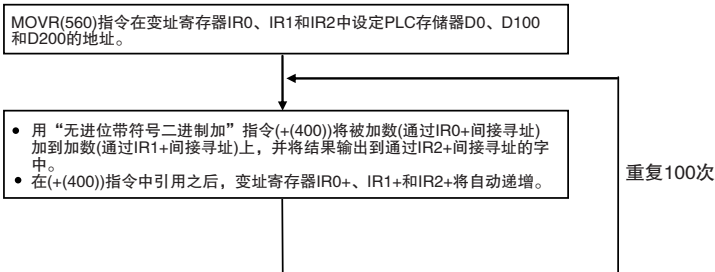 MOVR(560)指令在变址寄存器IR0、IR1和IR2中设定PLC存储器D0、D100
和D200的地址。
• 用“无进位带符号二进制加”指令(+(400))将被加数(通过IR0+间接寻址)
加到加数(通过IR1+间接寻址)上，并将结果输出到通过IR2+间接寻址的字
中。
• 在(+(400))指令中引用之后，变址寄存器IR0+、IR1+和IR2+将自动递增。
重复100次